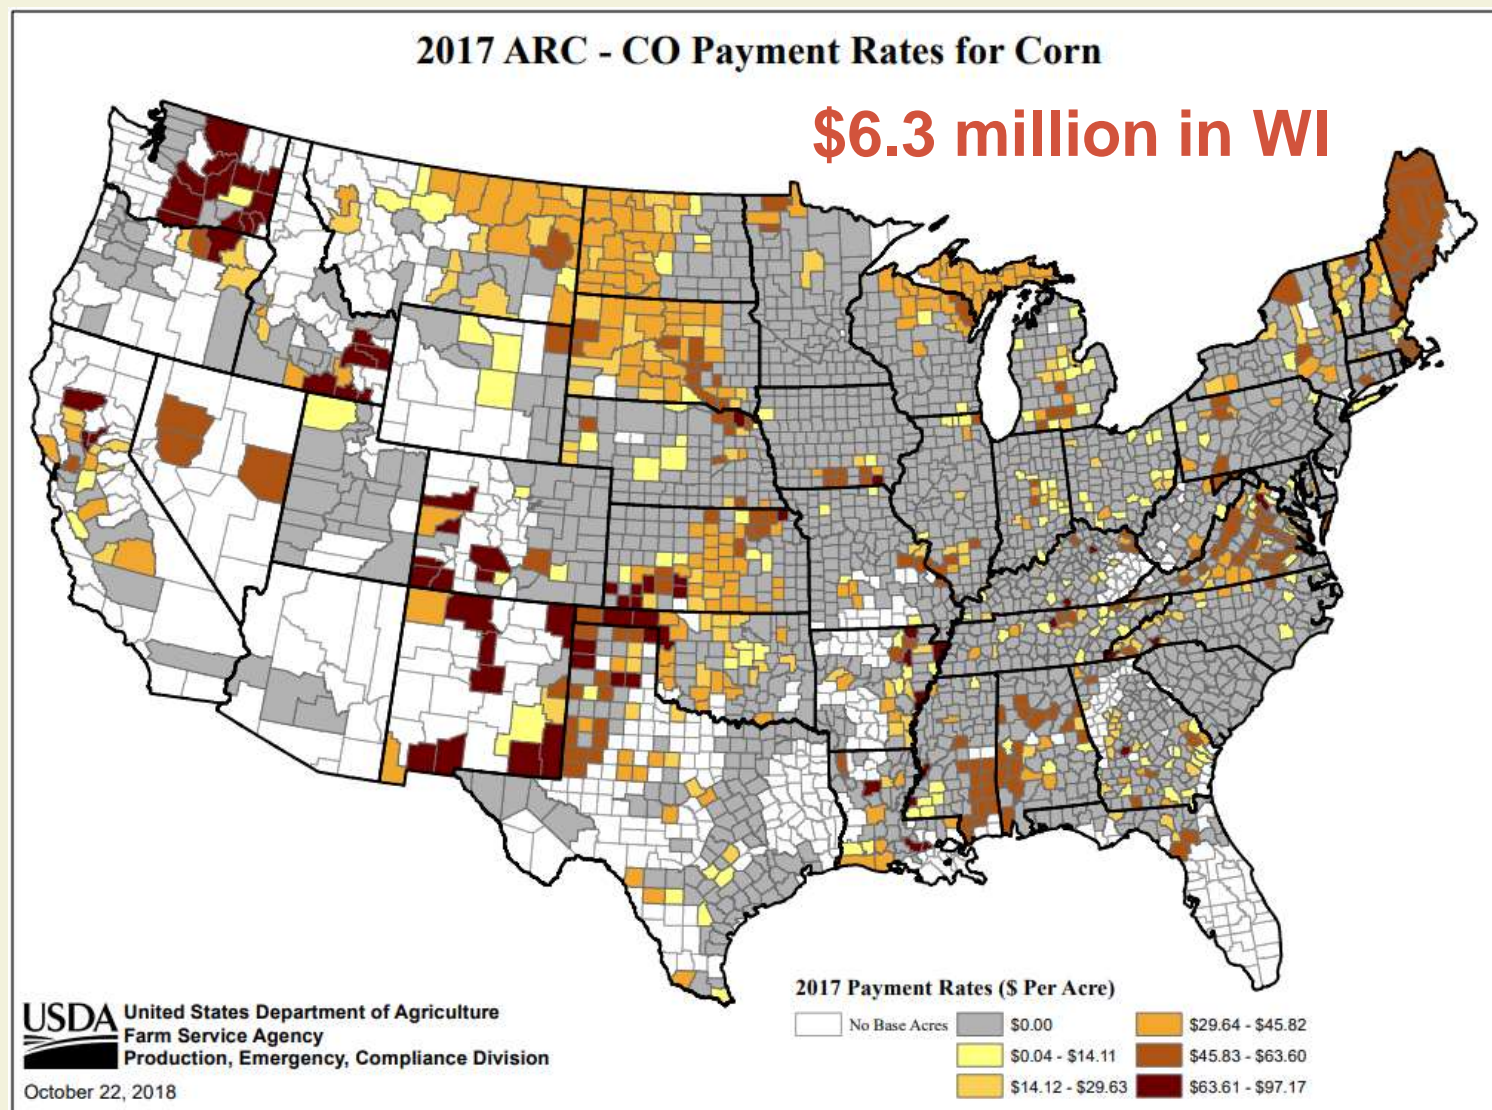 2017 ARC - CO Payment Rates for Corn
$6.3 million in WI
2017 Payment Rates ($ Per Acre)
No Base Acres
$0.00
$0.04 - $14.11
$14.12 - $29.63
$29.64 - $45.82
$45.83 - $63.60
$63.61 - $97.17
USDA
United States Department of Agriculture
Farm Service Agency
Production, Emergency, Compliance Division
October 22, 2018